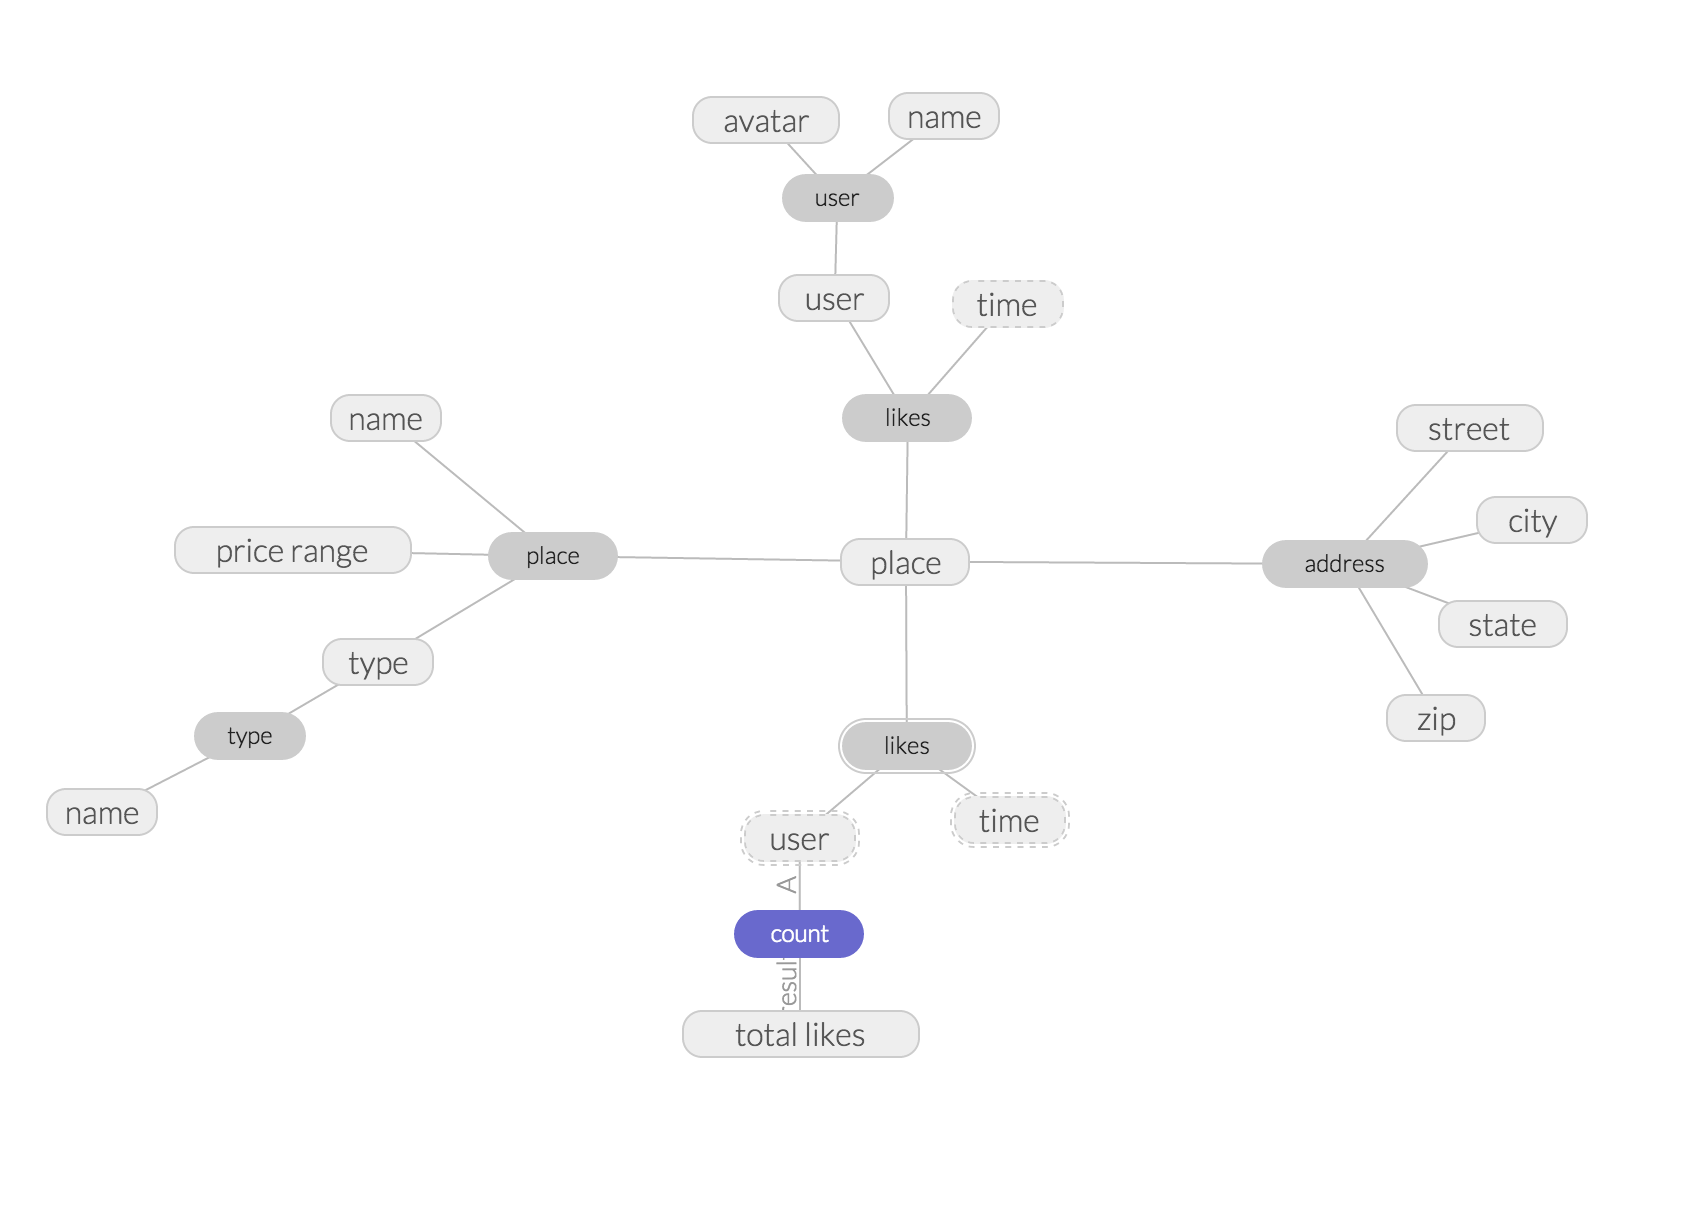 avatar
name
user
user
time
name
likes
street
city
price range
place
place
address
type
state
type
likes
zip
name
user
time
A
count
total likes